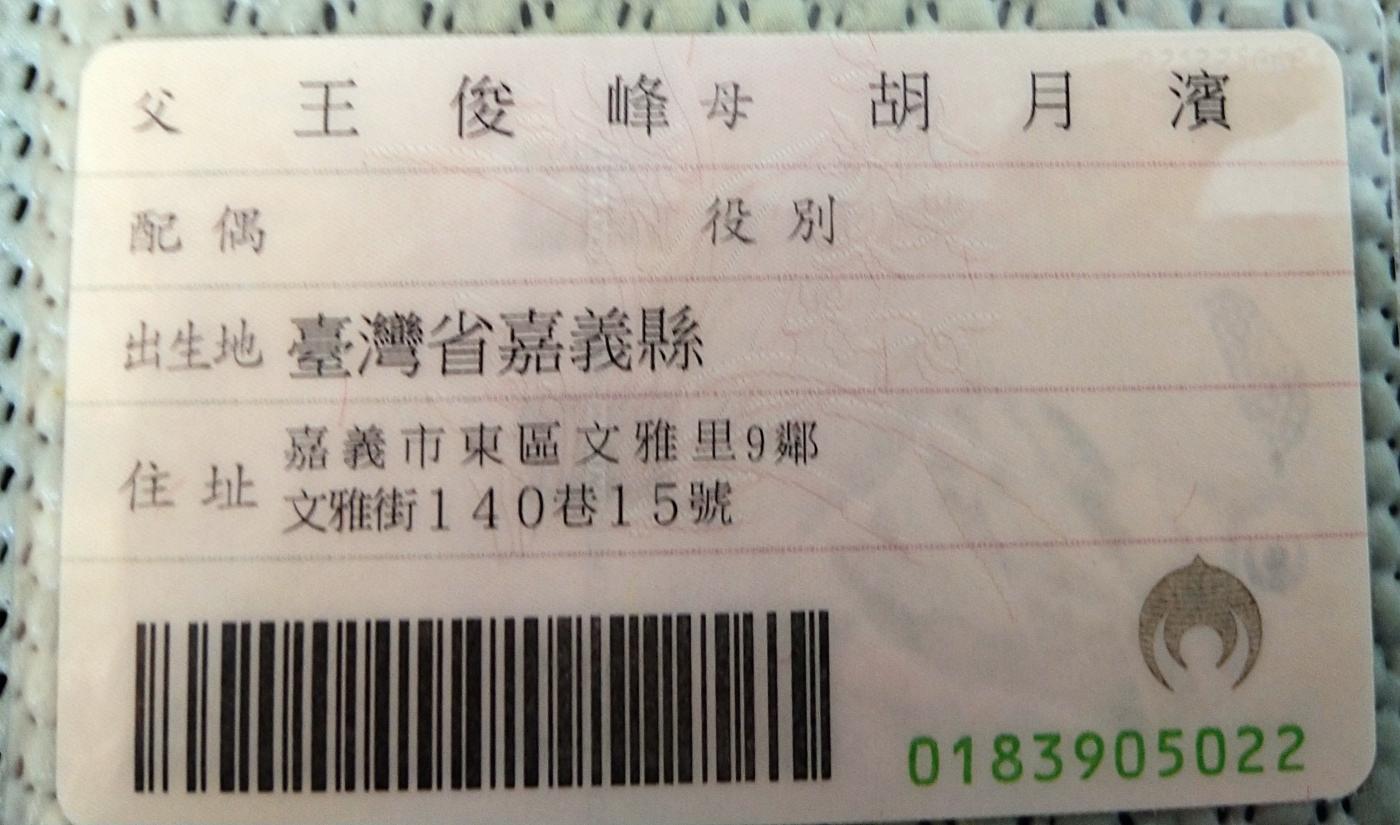 父 王俊峰 母 胡月濱
配偶 役別
出生地 臺灣省嘉義縣
住址 嘉義市東區文雅里9鄰
文雅街140巷15號
0183905022